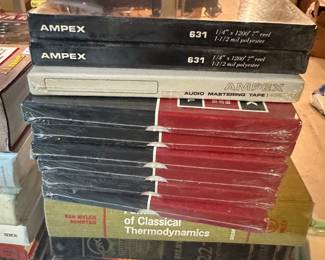 AMPEX
631
1/4" x 1200' 7" reel
1-1/2 mil polyester
AMPEX
631
1/4" x 1200' 7" reel
1-1/2 mil polyester
AMPEX
AUDIO MASTERING TAPE
VAN WYLEN
SONNTAG
of Classical
Thermodynamics